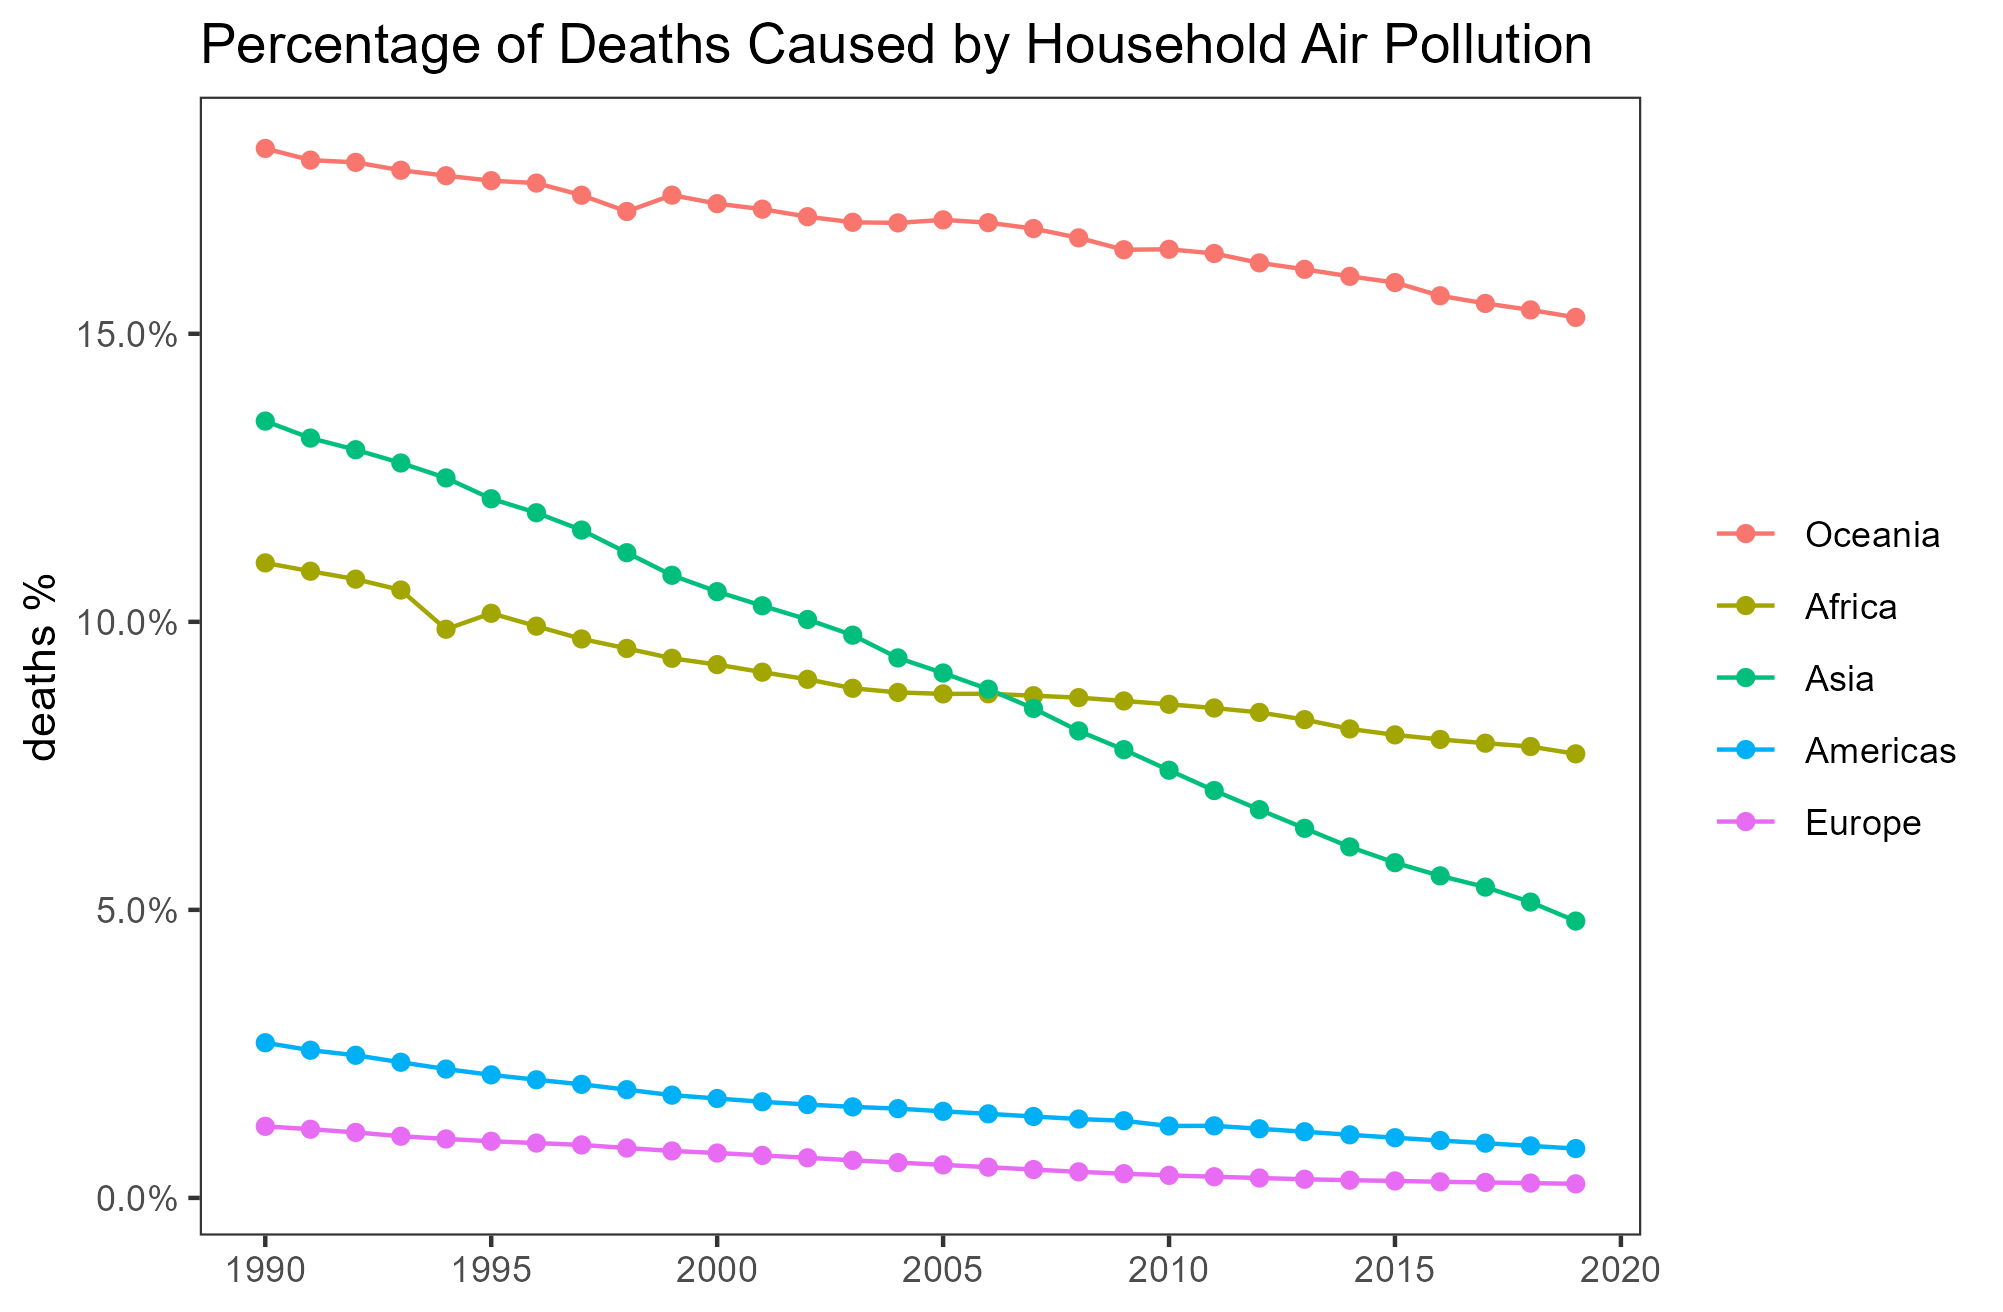 Percentage of Deaths Caused by Household Air Pollution
deaths %
15.0%
10.0%
5.0%
0.0%
1990 1995 2000 2005 2010 2015 2020
Oceania
Africa
Asia
Americas
Europe